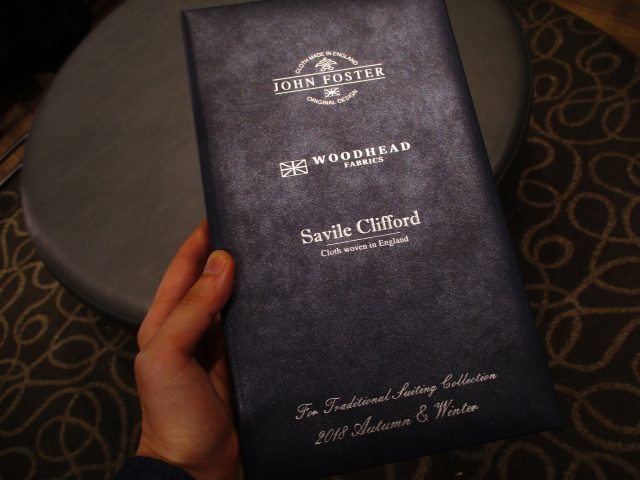 CLOTH MADE IN ENGLAND
JOHN FOSTER
ORIGINAL DESIGN
WOODHEAD
FABRICS
Savile Clifford
Cloth woven in England
For Traditional Suiting Collection
2018 Autumn & Winter